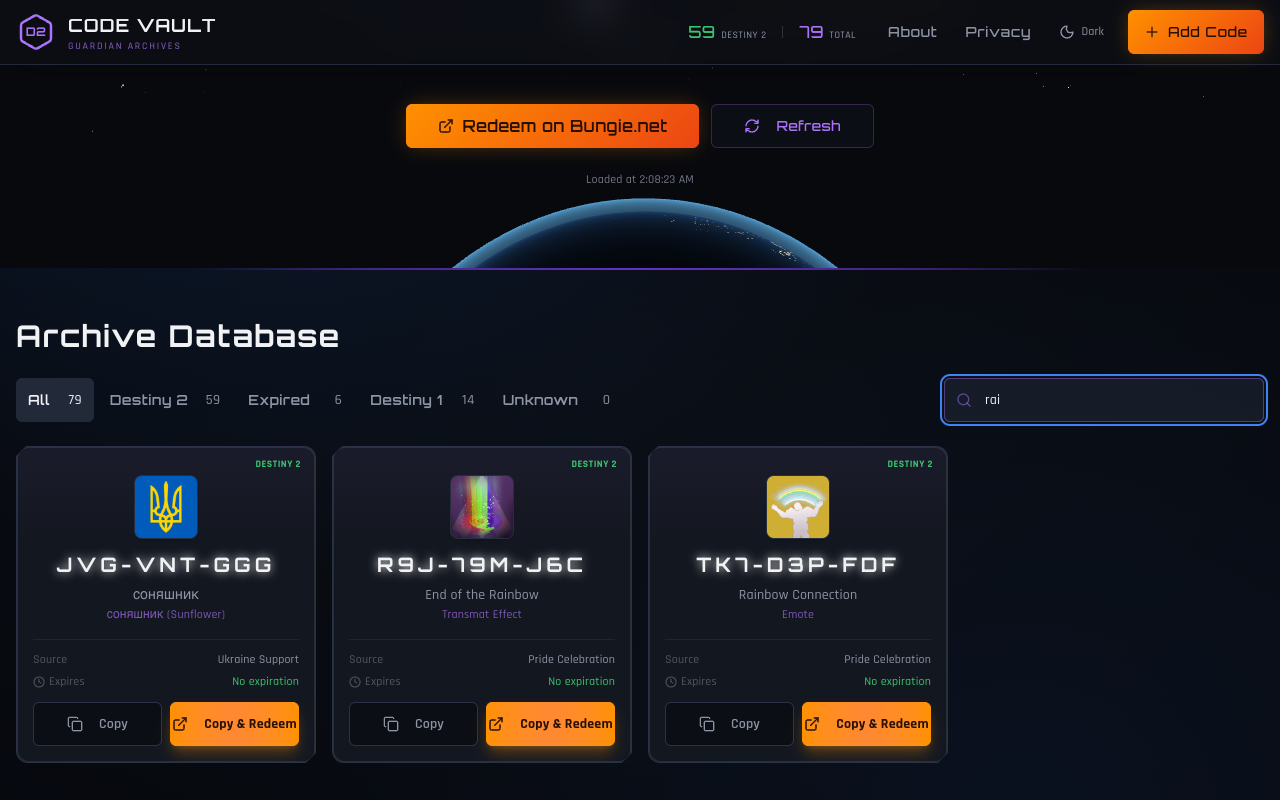 D2
CODE VAULT
GUARDIAN ARCHIVES
59 DESTINY 2
79 TOTAL
About
Privacy
Dark
Add Code
Redeem on Bungie.net
Refresh
Loaded at 2:08:23 AM
Archive Database
All 79
Destiny 2 59
Expired 6
Destiny 1 14
Unknown 0
rai
DESTINY 2
JVG-VNT-GGG
соняшник
соняшник (Sunflower)
Source Ukraine Support
Expires No expiration
Copy
Copy & Redeem
DESTINY 2
R9J-79M-J6C
End of the Rainbow
Transmat Effect
Source Pride Celebration
Expires No expiration
Copy
Copy & Redeem
DESTINY 2
TK7-D3P-FDF
Rainbow Connection
Emote
Source Pride Celebration
Expires No expiration
Copy
Copy & Redeem